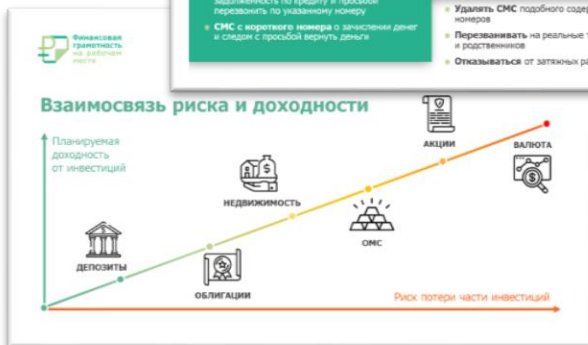 задолженность по кредиту и просьбой
перезвонить по указанному номеру
СМС с короткого номера о зачислении денег
и следом с просьбой вернуть деньги
Удалять СМС подобного
номеров
Перезванивать на реальные
и родственников
Отказываться от затяжных
Финансовая
грамотность
на рабочем
месте
Взаимосвязь риска и доходности
Планируемая
доходность
от инвестиций
АКЦИИ
ВАЛЮТА
НЕДВИЖИМОСТЬ
ОМС
ДЕПОЗИТЫ
ОБЛИГАЦИИ
Риск потери части инвестиций